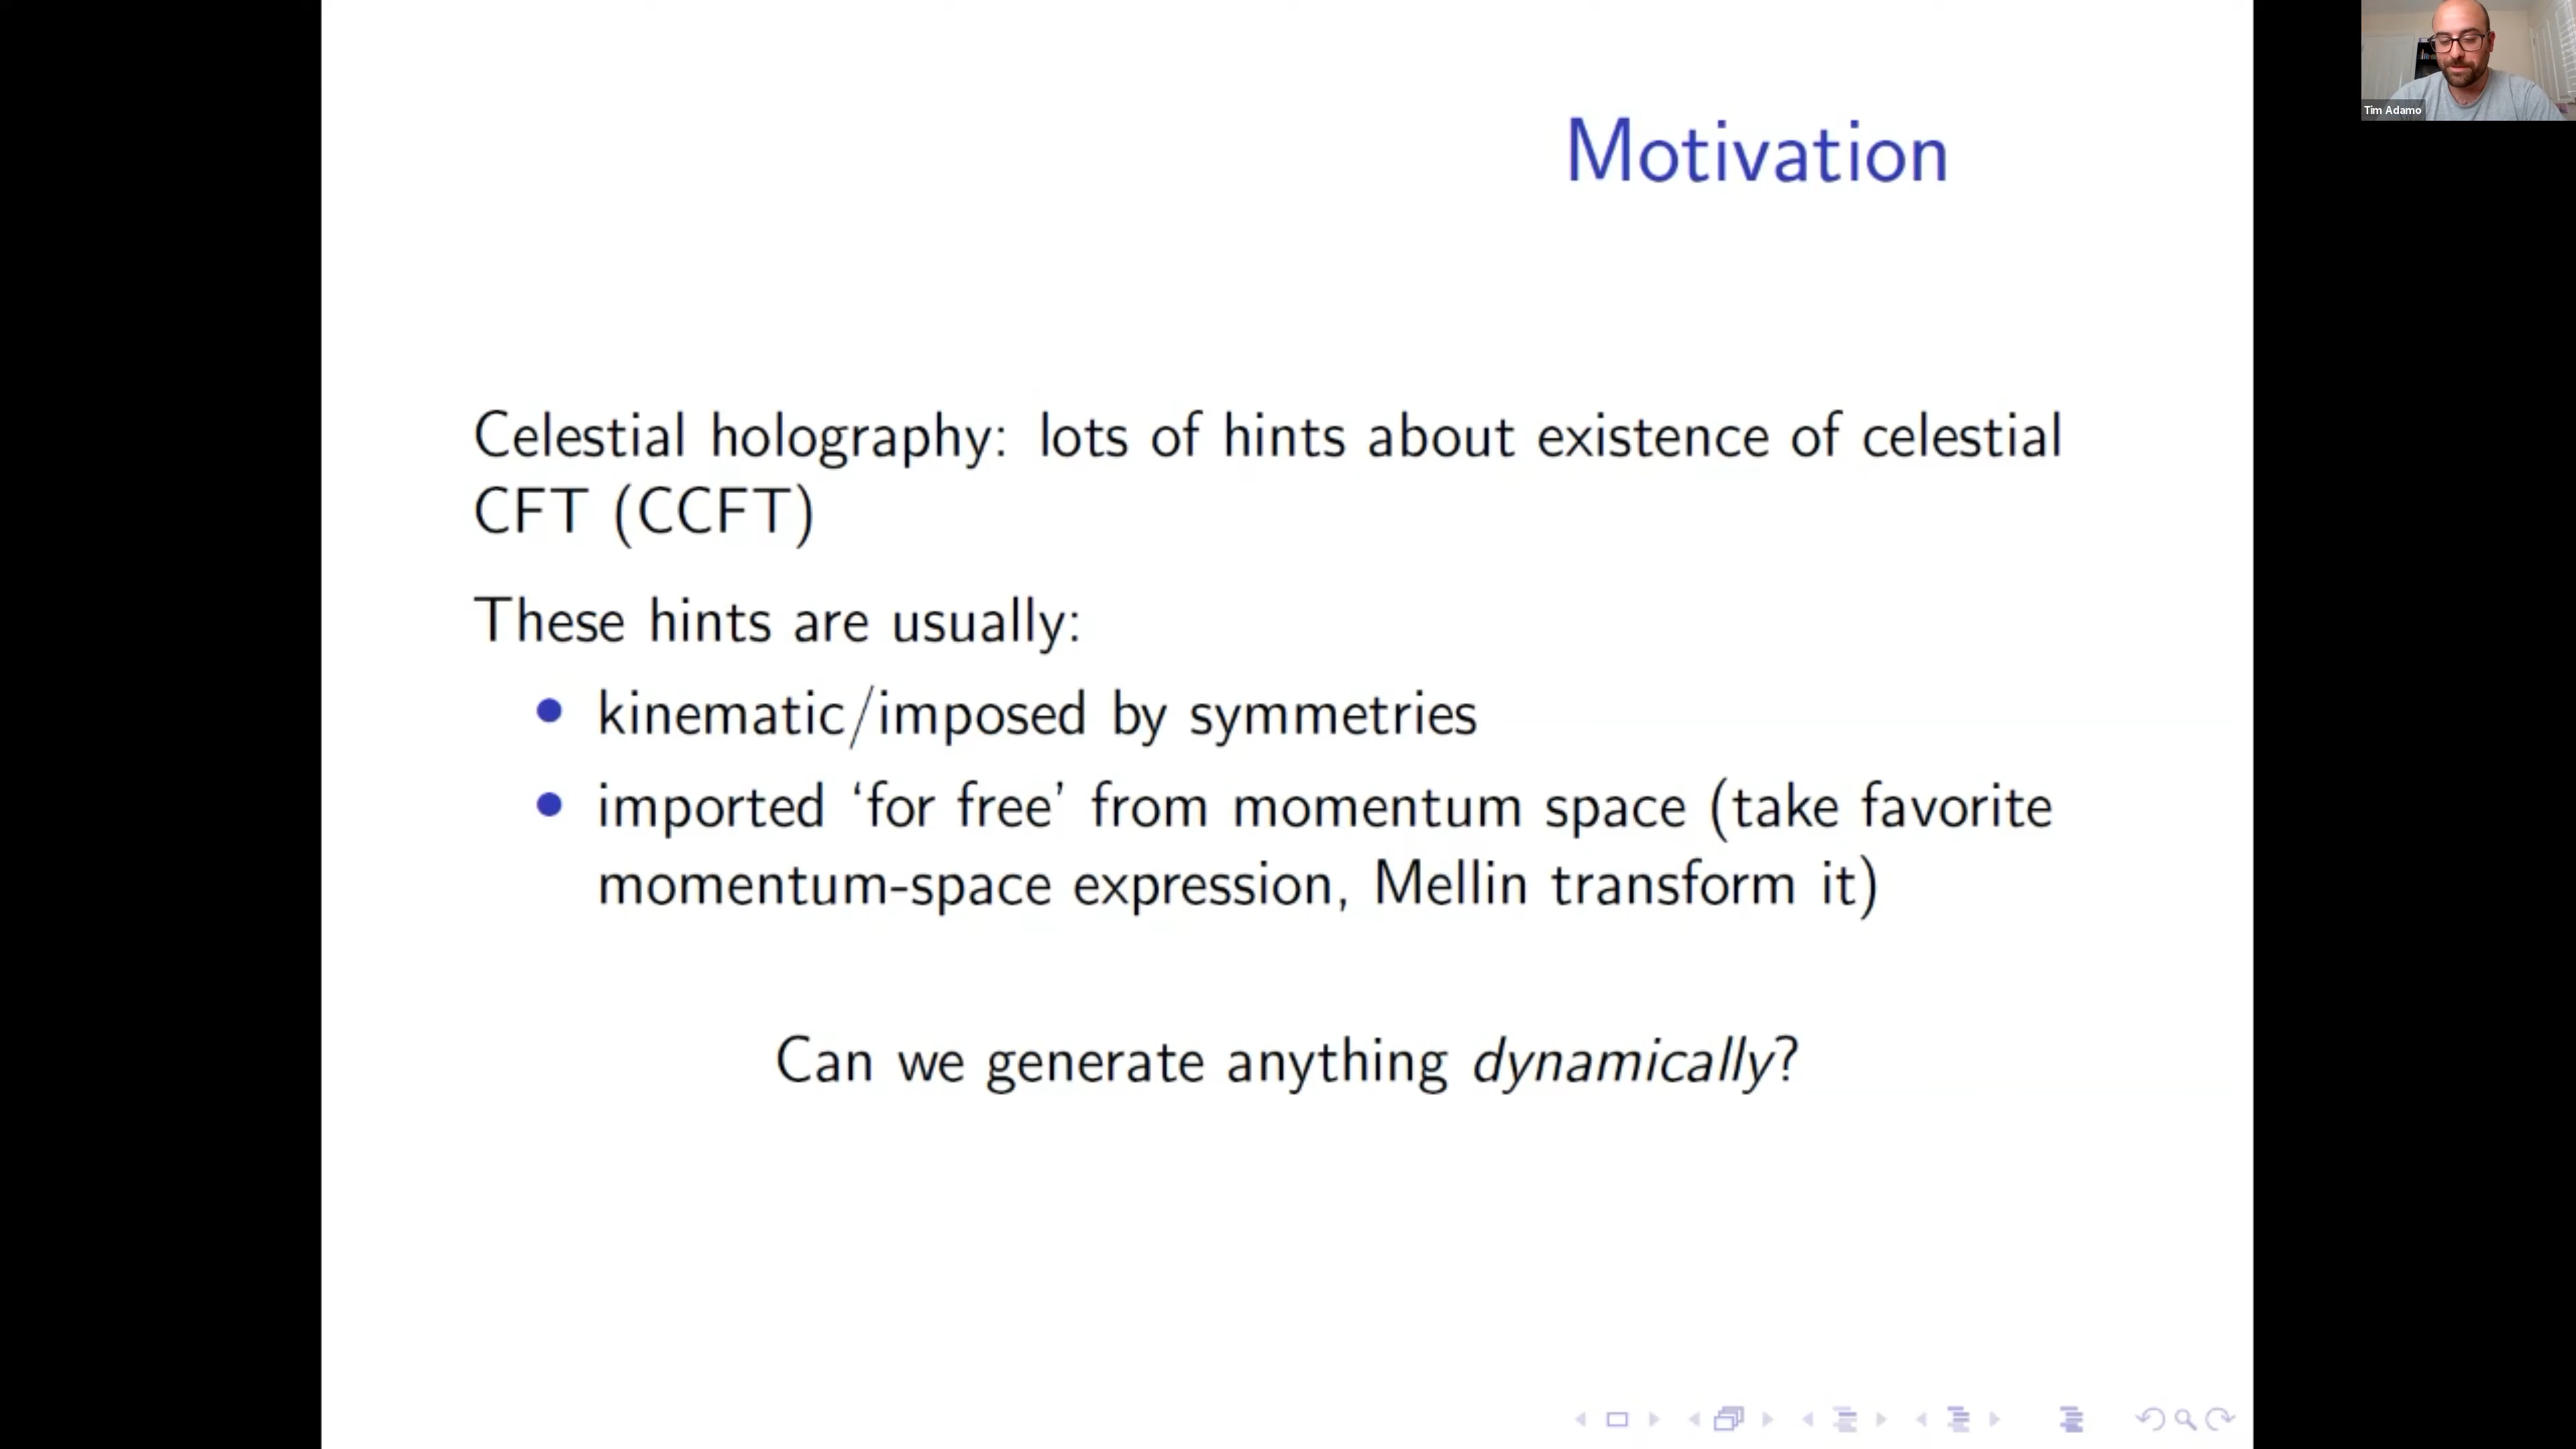 Tim Adamo
Motivation
Celestial holography: lots of hints about existence of celestial
CFT (CCFT)
These hints are usually:
• kinematic/imposed by symmetries
• imported ‘for free’ from momentum space (take favorite
momentum-space expression, Mellin transform it)
Can we generate anything dynamically?